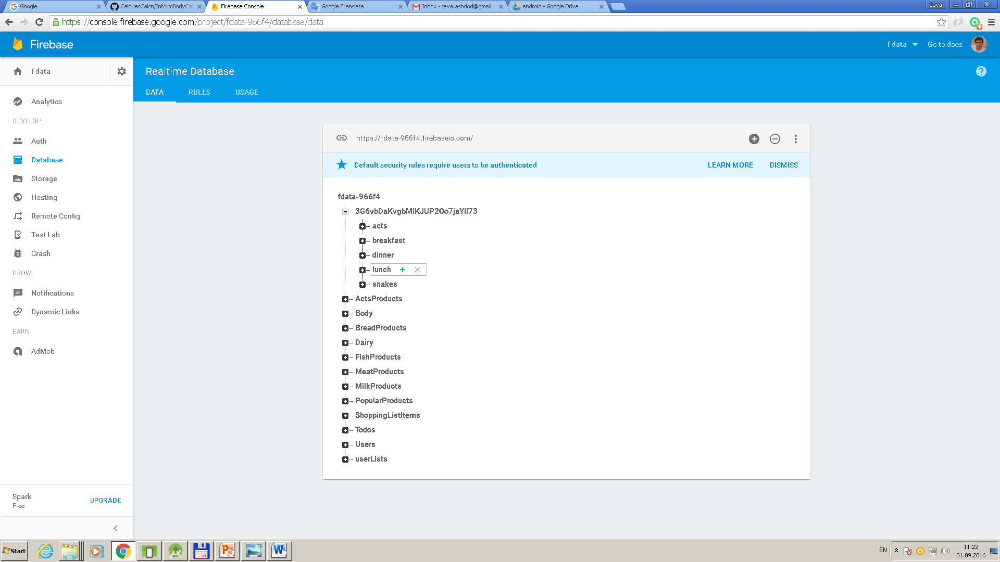 Google
CaloriesCalcn/InformBodyCal
Firebase Console
Google Translate
Inbox - java.ashdod@gmail.
android - Google Drive
Java
https://console.firebase.google.com/project/fdata-966f4/database/data
Firebase
Fdata
Go to docs
Fdata
Realtime Database
DATA
RULES
USAGE
Analytics
DEVELOP
Auth
Database
Storage
Hosting
Remote Config
Test Lab
Crash
GROW
Notifications
Dynamic Links
EARN
AdMob
Spark
Free
UPGRADE
https://fdata-966f4.firebaseio.com/
Default security rules require users to be authenticated
LEARN MORE
DISMISS
fdata-966f4
acts
breakfast
dinner
lunch
snakes
ActsProducts
Body
BreadProducts
Dairy
FishProducts
MeatProducts
MilkProducts
PopularProducts
ShoppingListItems
Todos
Users
userLists
Start
64
EN
11:22
01.09.2016